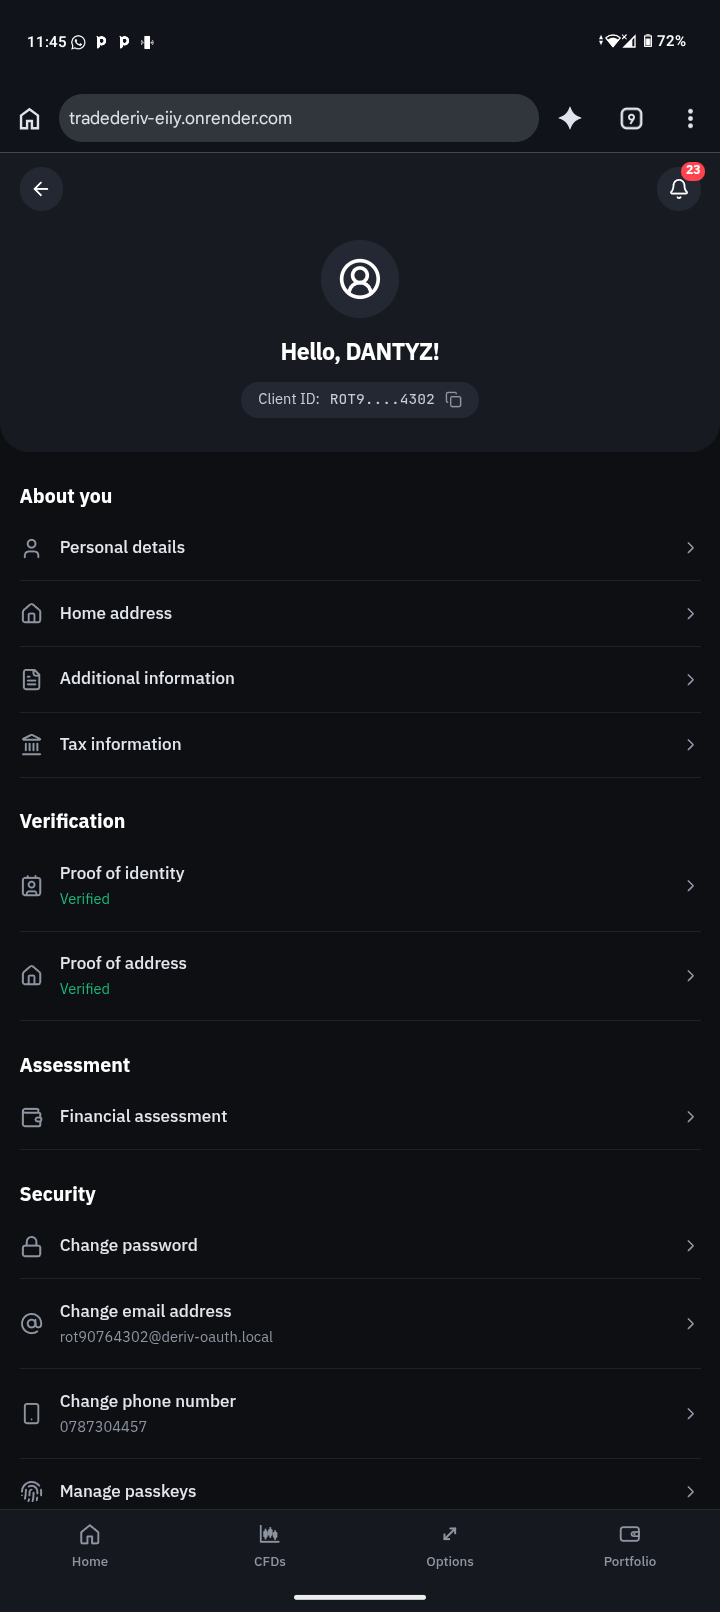 11:45
72%
tradederiv-eiiy.onrender.com
9
23
Hello, DANTYZ!
Client ID: ROT9....4302
About you
Personal details
Home address
Additional information
Tax information
Verification
Proof of identity
Verified
Proof of address
Verified
Assessment
Financial assessment
Security
Change password
Change email address
rot90764302@deriv-oauth.local
Change phone number
0787304457
Manage passkeys
Home
CFDs
Options
Portfolio